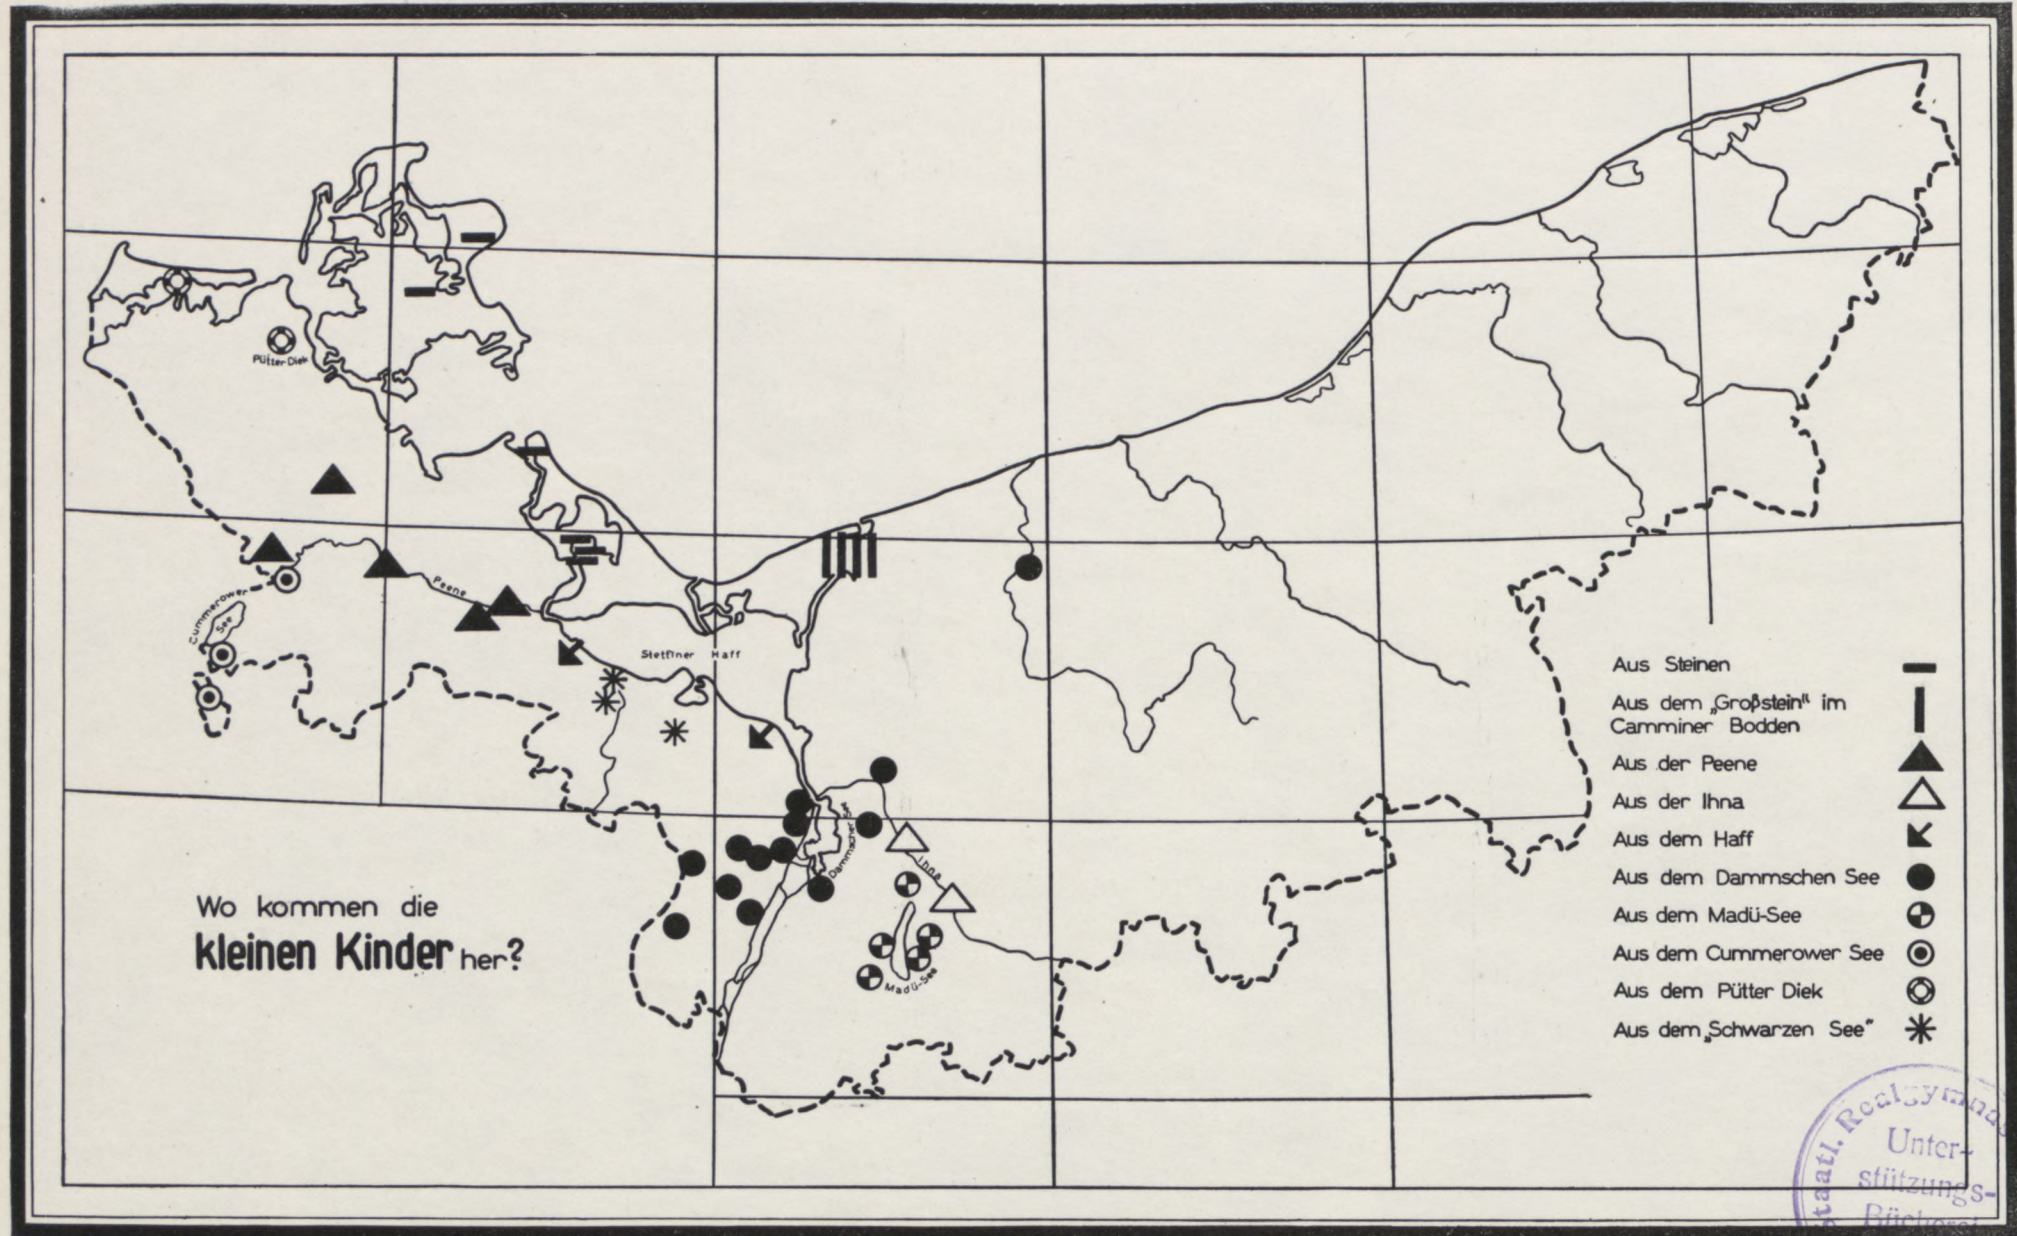 Pütter Diek
Peene
Cummerower
See
Stettiner Haff
Dammscher See
Ihna
Madü-See
Wo kommen die
kleinen Kinder her?
Aus Steinen
Aus dem „Großstein" im
Camminer Bodden
Aus der Peene
Aus der Ihna
Aus dem Haff
Aus dem Dammschen See
Aus dem Madü-See
Aus dem Cummerower See
Aus dem Pütter Diek
Aus dem „Schwarzen See"
Staatl. Realgymnas
Unter-
stützungs-
Bücherei